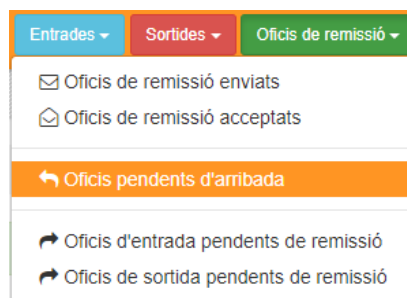 Entrades Sortides Oficis de remissió
Oficis de remissió enviats
Oficis de remissió acceptats
Oficis pendents d'arribada
Oficis d'entrada pendents de remissió
Oficis de sortida pendents de remissió